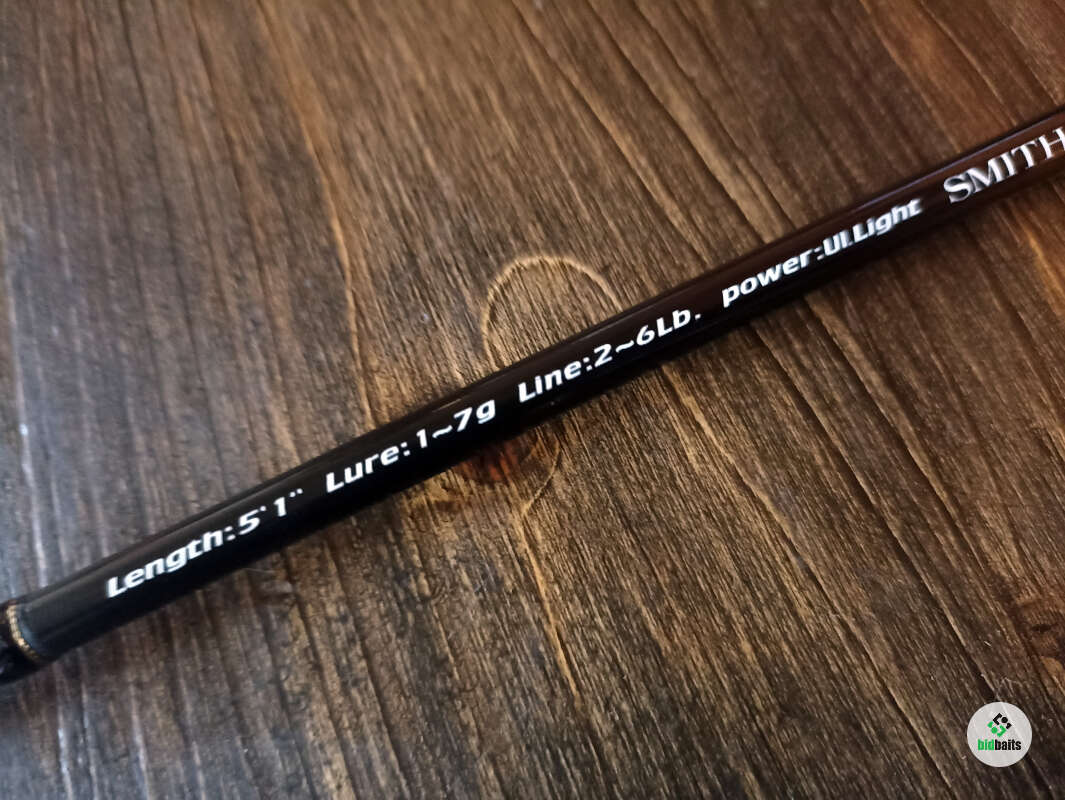 Length:5'1" Lure:1~7g Line:2~6Lb. power:Ul.Light SMITH
bidbaits